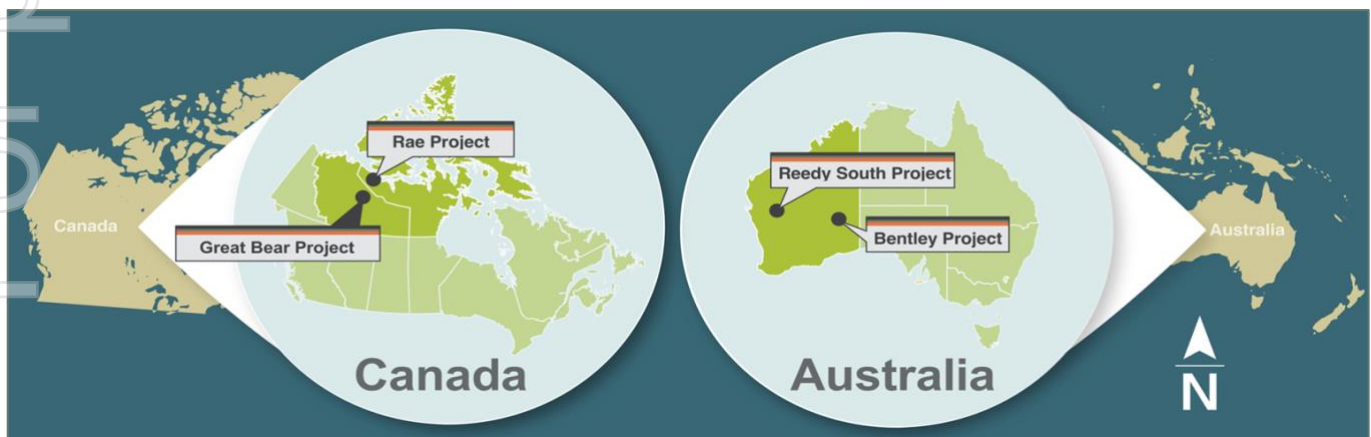 Rae Project
Great Bear Project
Canada
Canada
Reedy South Project
Bentley Project
Australia
Australia
N